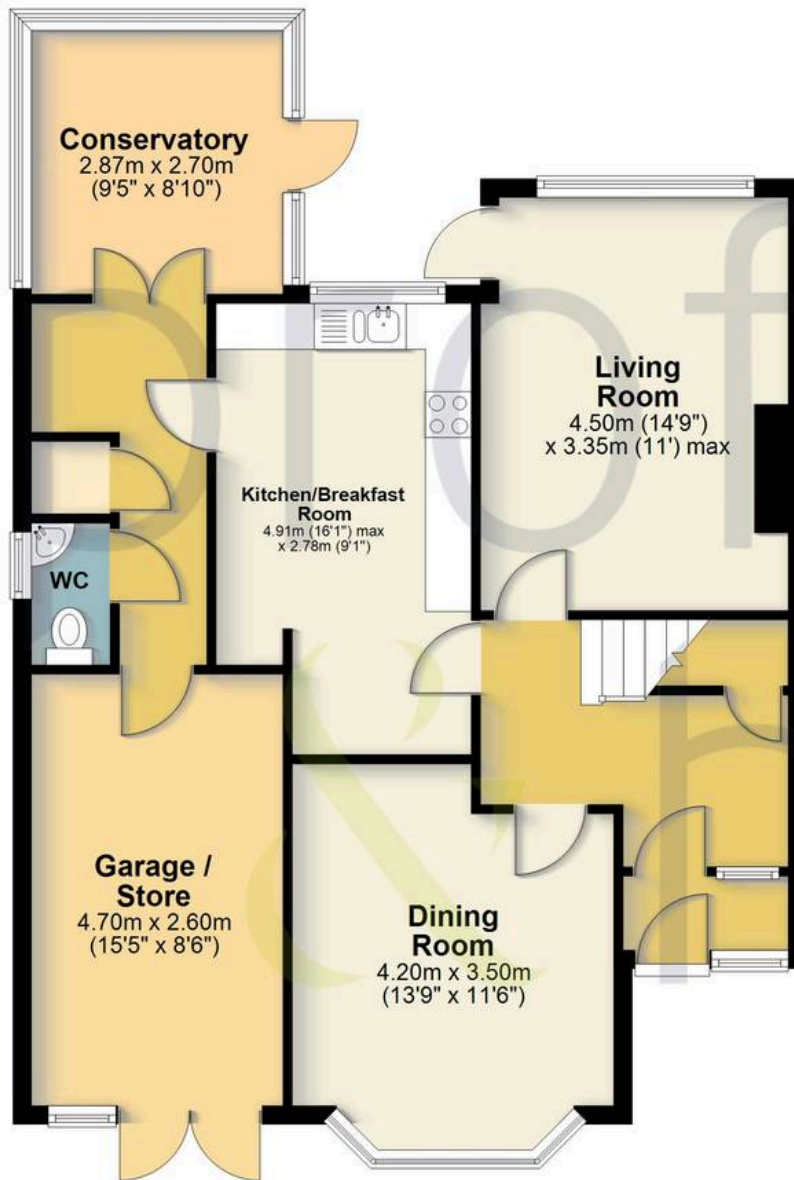 Conservatory
2.87m x 2.70m
(9'5" x 8'10")
Living
Room
4.50m (14'9")
x 3.35m (11') max
Kitchen/Breakfast
Room
4.91m (16'1") max
x 2.78m (9'1")
WC
Garage /
Store
4.70m x 2.60m
(15'5" x 8'6")
Dining
Room
4.20m x 3.50m
(13'9" x 11'6")